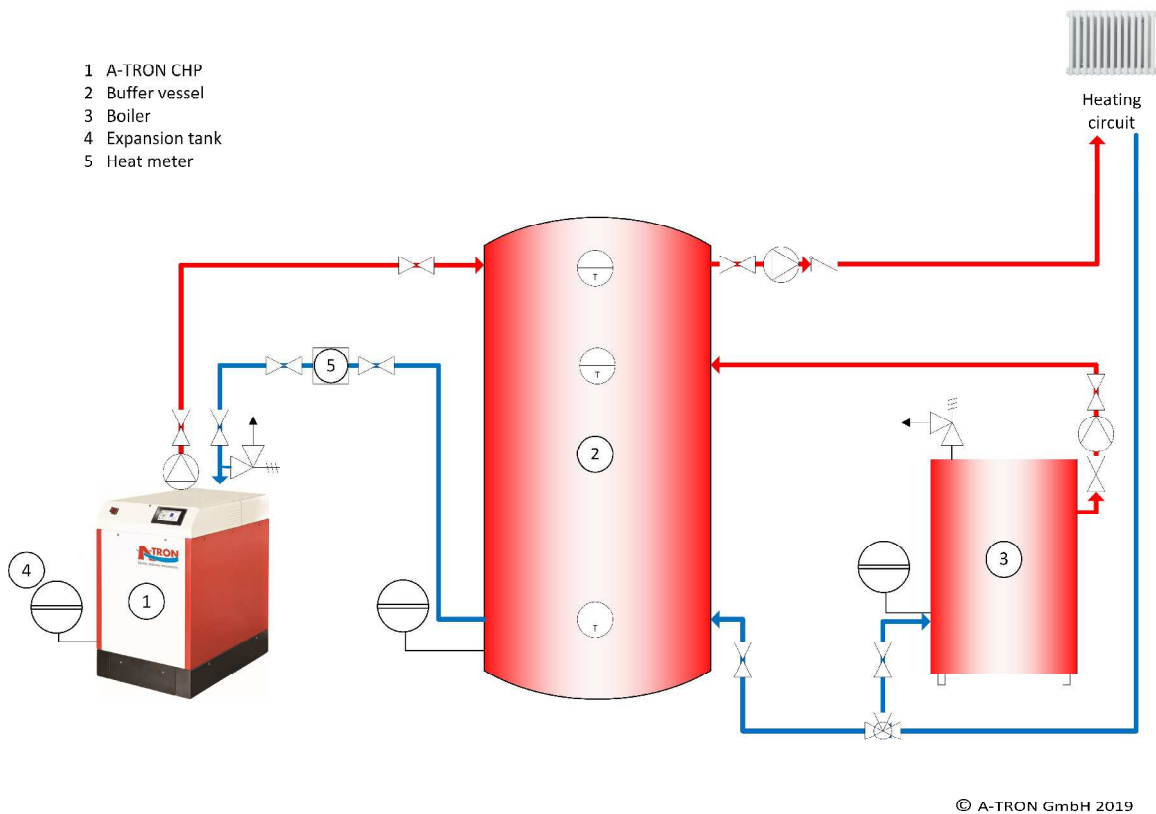 1 A-TRON CHP
2 Buffer vessel
3 Boiler
4 Expansion tank
5 Heat meter
Heating
circuit
T
5
T
2
A-TRON
4
1
3
T
© A-TRON GmbH 2019